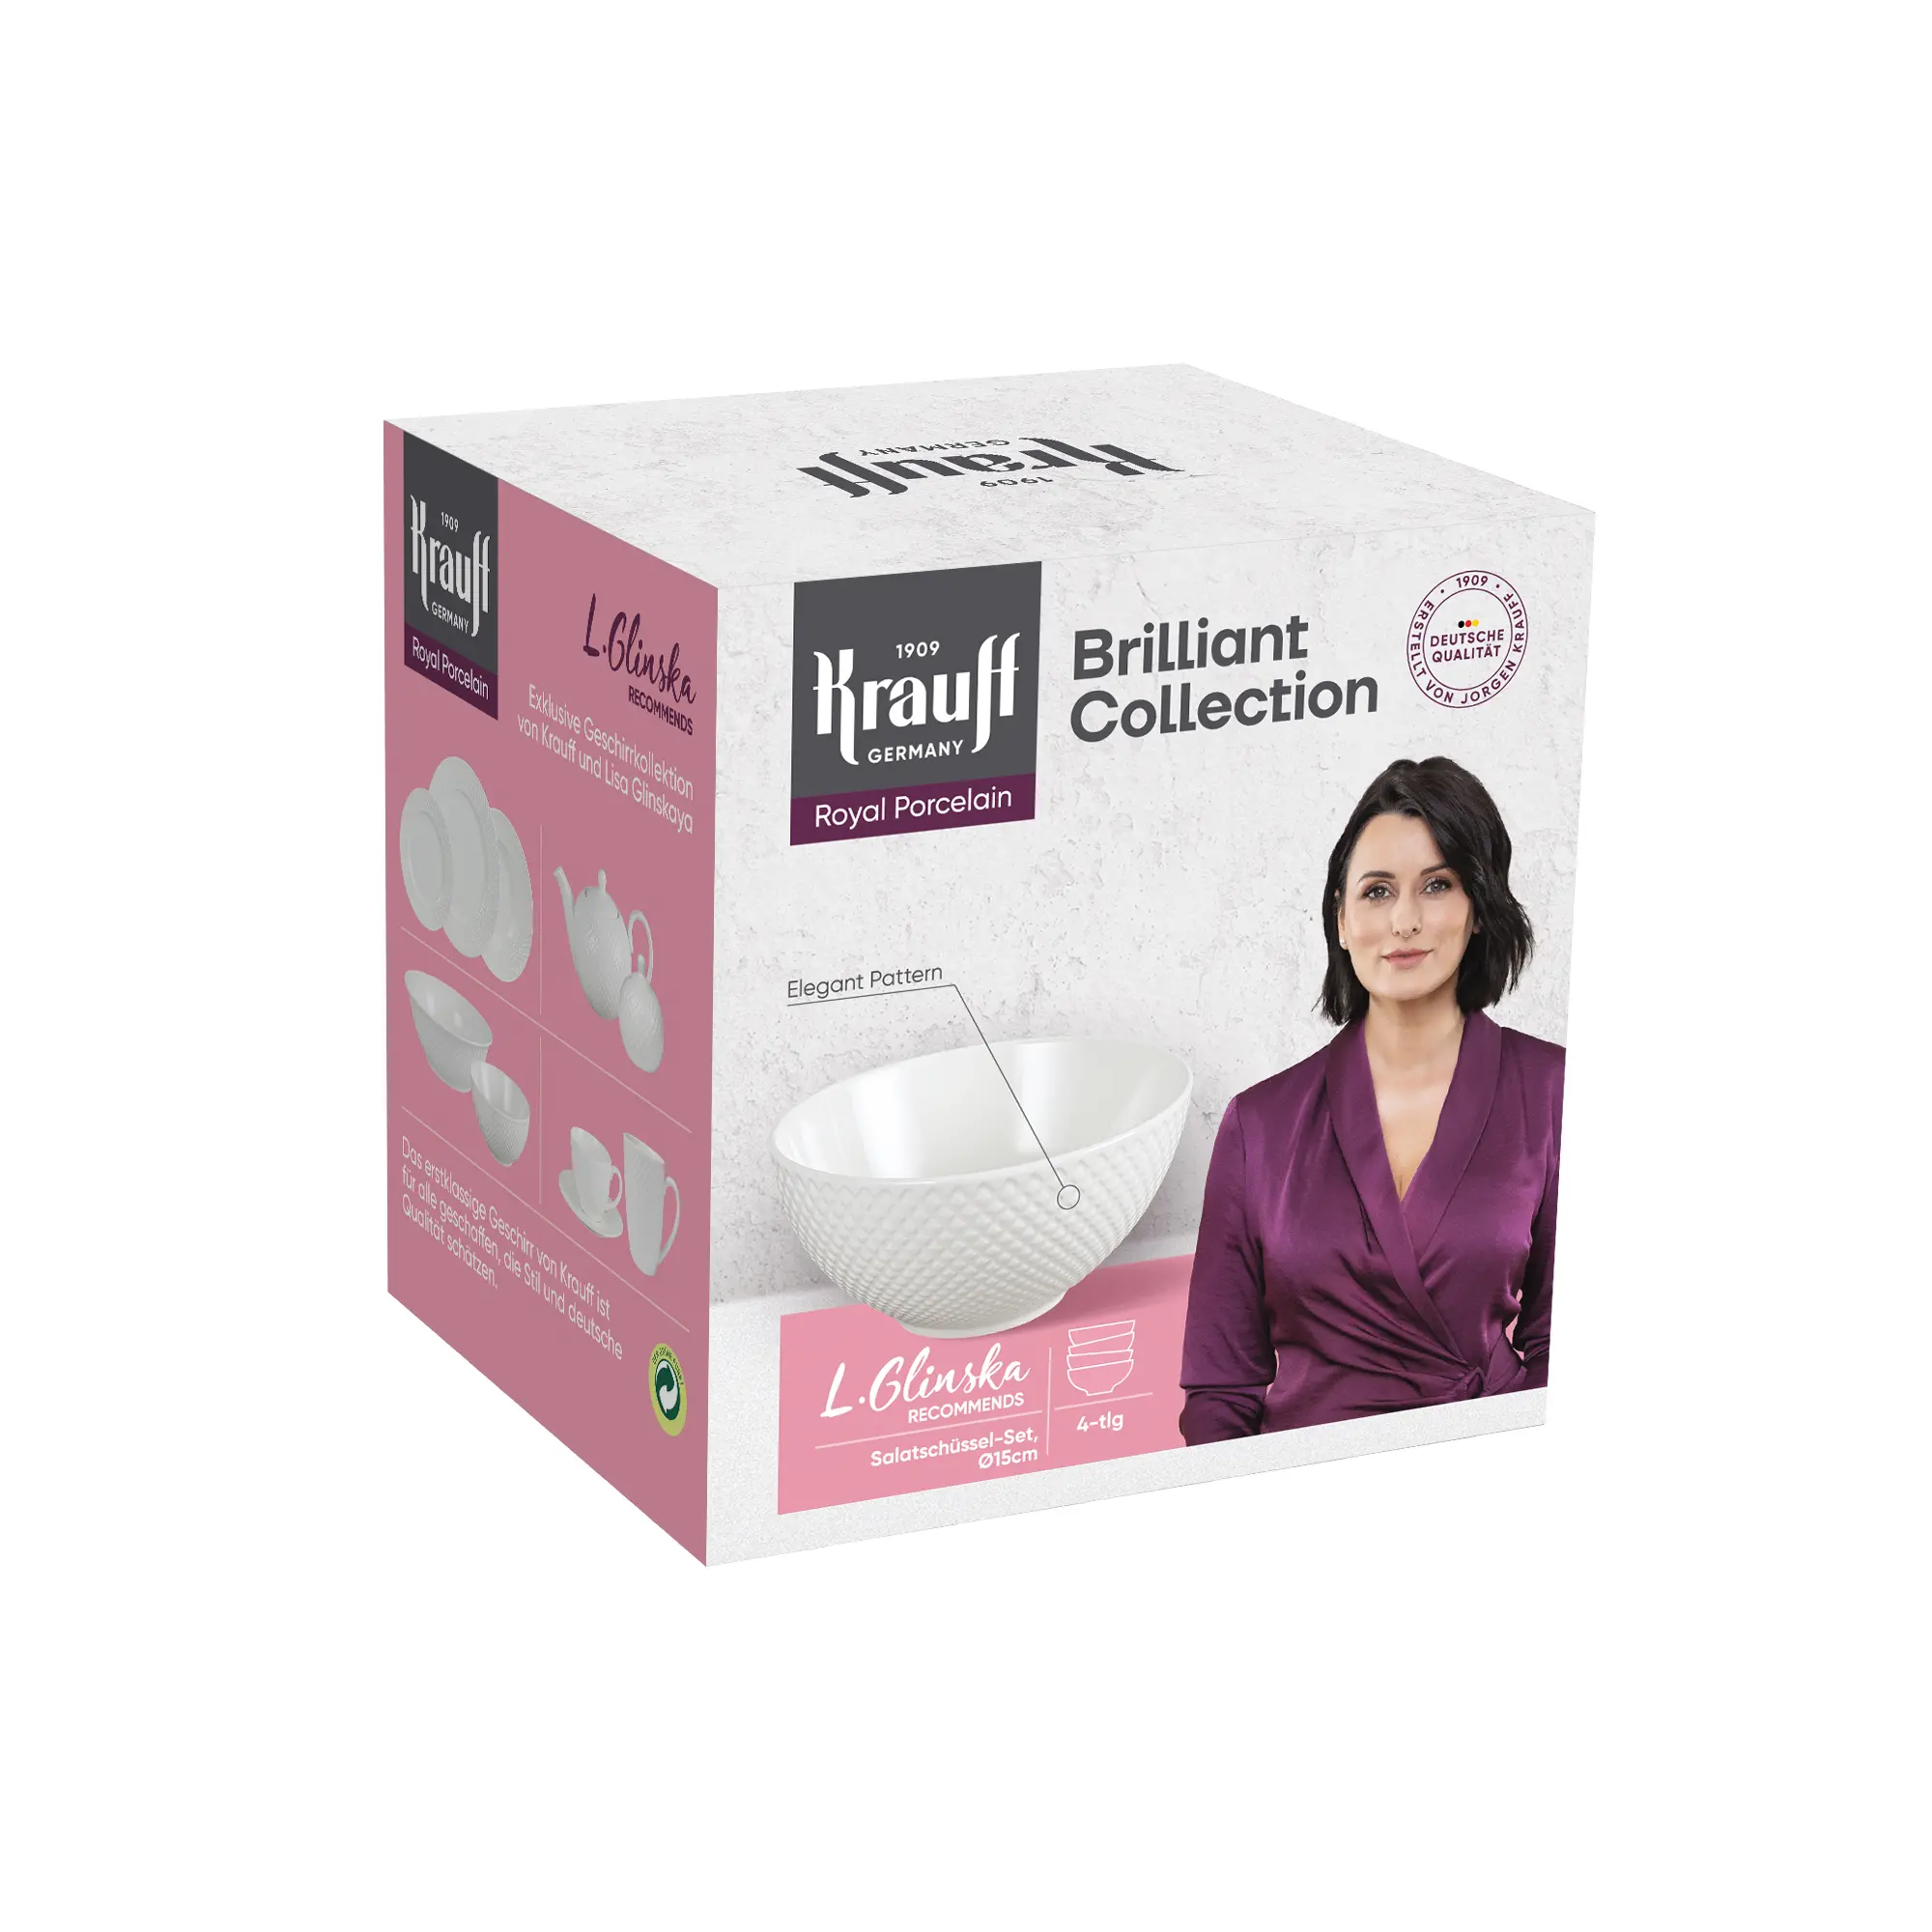 Krauff
GERMANY
1909
1909
Krauff
GERMANY
Royal Porcelain
L.Glinska
RECOMMENDS
Exklusive Geschirrkollektion
von Krauff und Lisa Glinskaya
Das erstklassige Geschirr von Krauff ist
für alle geschaffen, die Stil und deutsche
Qualität schätzen.
1909
Krauff
GERMANY
Royal Porcelain
Brilliant
Collection
• 1909 •
ERSTELLT VON JORGEN KRAUFF
DEUTSCHE
QUALITÄT
Elegant Pattern
L.Glinska
RECOMMENDS
Salatschüssel-Set,
Ø15cm
4-tlg